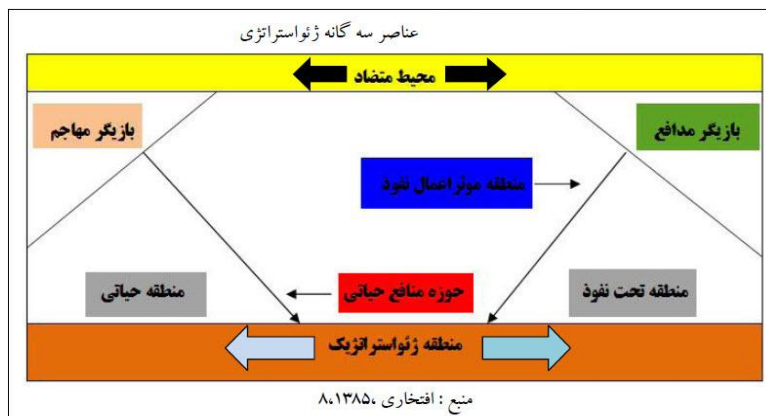 عناصر سه گانه ژئواستراتژی
محیط متضاد
بازیگر مدافع
بازیگر مهاجم
منطقه موثر اعمال نفوذ
منطقه تحت نفوذ
حوزه منافع حیاتی
منطقه حیاتی
منطقه ژئواستراتژیک
منبع : افتخاری ،۸،۱۳۸۵